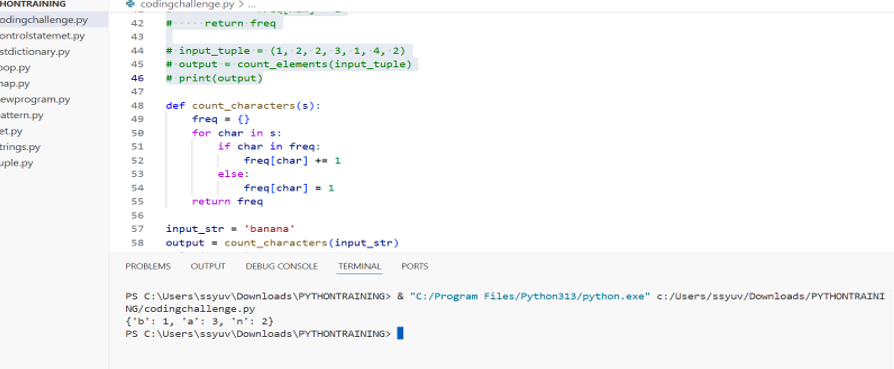 HONTRAINING
odingchallenge.py
ontrolstatemet.py
stdictionary.py
oop.py
nap.py
ewprogram.py
attern.py
et.py
trings.py
uple.py
codingchallenge.py > ...
42 # return freq
43
44 # input_tuple = (1, 2, 2, 3, 1, 4, 2)
45 # output = count_elements(input_tuple)
46 # print(output)
47
48 def count_characters(s):
49 freq = {}
50 for char in s:
51 if char in freq:
52 freq[char] += 1
53 else:
54 freq[char] = 1
55 return freq
56
57 input_str = 'banana'
58 output = count_characters(input_str)
PROBLEMS OUTPUT DEBUG CONSOLE TERMINAL PORTS
PS C:\Users\ssyuv\Downloads\PYTHONTRAINING> & "C:/Program Files/Python313/python.exe" c:/Users/ssyuv/Downloads/PYTHONTRAINI
NG/codingchallenge.py
{'b': 1, 'a': 3, 'n': 2}
PS C:\Users\ssyuv\Downloads\PYTHONTRAINING>